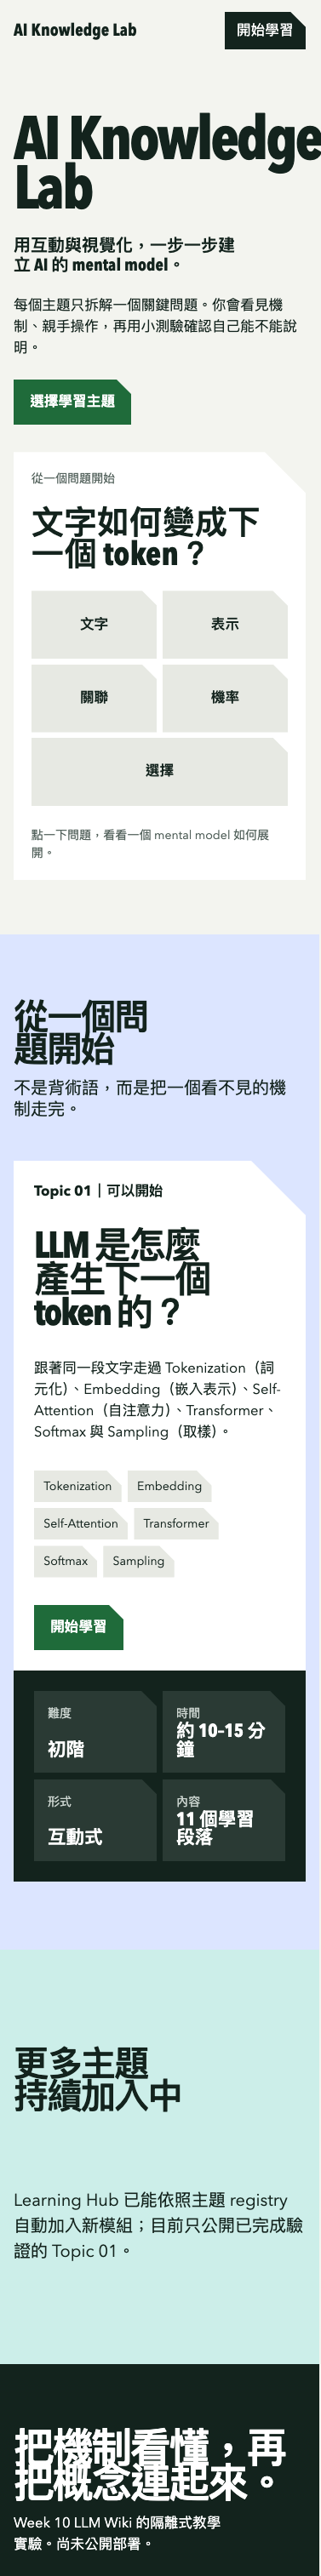 AI Knowledge Lab
開始學習
AI Knowledge
Lab
用互動與視覺化，一步一步建
立 AI 的 mental model。
每個主題只拆解一個關鍵問題。你會看見機
制、親手操作，再用小測驗確認自己能不能說
明。
選擇學習主題
從一個問題開始
文字如何變成下
一個 token？
文字
表示
關聯
機率
選擇
點一下問題，看看一個 mental model 如何展
開。
從一個問
題開始
不是背術語，而是把一個看不見的機
制走完。
Topic 01｜可以開始
LLM 是怎麼
產生下一個
token 的？
跟著同一段文字走過 Tokenization（詞
元化）、Embedding（嵌入表示）、Self-
Attention（自注意力）、Transformer、
Softmax 與 Sampling（取樣）。
Tokenization
Embedding
Self-Attention
Transformer
Softmax
Sampling
開始學習
難度
初階
時間
約 10–15 分
鐘
形式
互動式
內容
11 個學習
段落
更多主題
持續加入中
Learning Hub 已能依照主題 registry
自動加入新模組；目前只公開已完成驗
證的 Topic 01。
把機制看懂，再
把概念連起來。
Week 10 LLM Wiki 的隔離式教學
實驗。尚未公開部署。